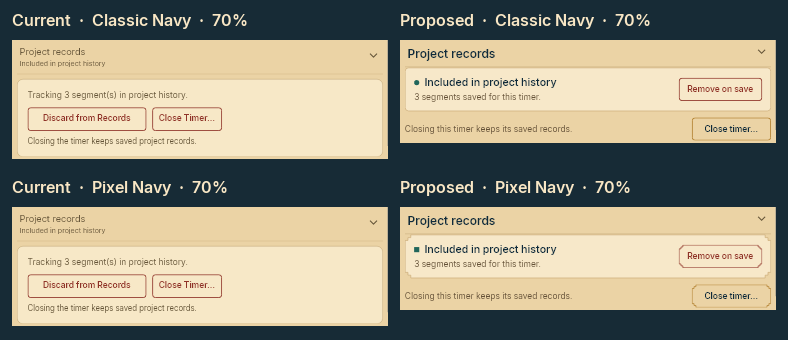 Current · Classic Navy · 70%
Project records
Included in project history
Tracking 3 segment(s) in project history.
Discard from Records
Close Timer...
Closing the timer keeps saved project records.
Proposed · Classic Navy · 70%
Project records
Included in project history
3 segments saved for this timer.
Remove on save
Closing this timer keeps its saved records.
Close timer...
Current · Pixel Navy · 70%
Project records
Included in project history
Tracking 3 segment(s) in project history.
Discard from Records
Close Timer...
Closing the timer keeps saved project records.
Proposed · Pixel Navy · 70%
Project records
Included in project history
3 segments saved for this timer.
Remove on save
Closing this timer keeps its saved records.
Close timer...